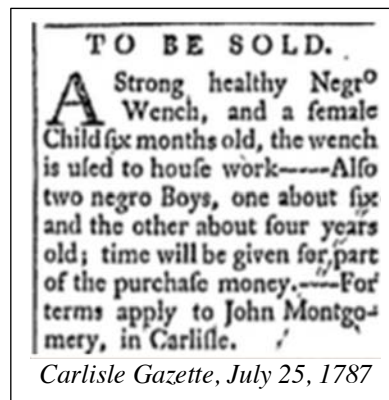 TO BE SOLD.
A Strong healthy Negro
Wench, and a female
Child ſix months old, the wench
is uſed to houſe work——Alſo
two negro Boys, one about ſix
and the other about four years
old; time will be given for part
of the purchaſe money.——For
terms apply to John Montgo-
mery, in Carliſle.
Carlisle Gazette, July 25, 1787